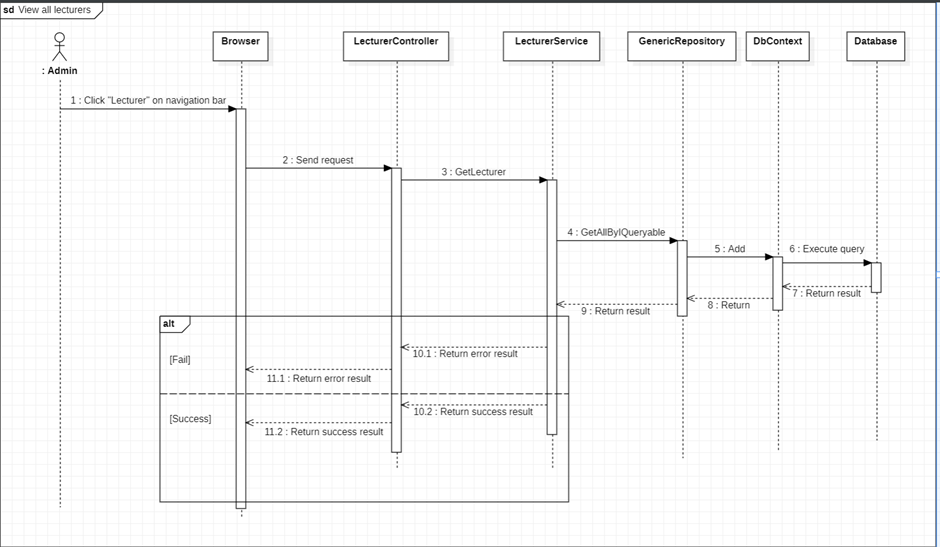 sd View all lecturers
: Admin
Browser
LecturerController
LecturerService
GenericRepository
DbContext
Database
1 : Click "Lecturer" on navigation bar
2 : Send request
3 : GetLecturer
4 : GetAllByIQueryable
5 : Add
6 : Execute query
7 : Return result
8 : Return
9 : Return result
alt
[Fail]
10.1 : Return error result
11.1 : Return error result
[Success]
10.2 : Return success result
11.2 : Return success result